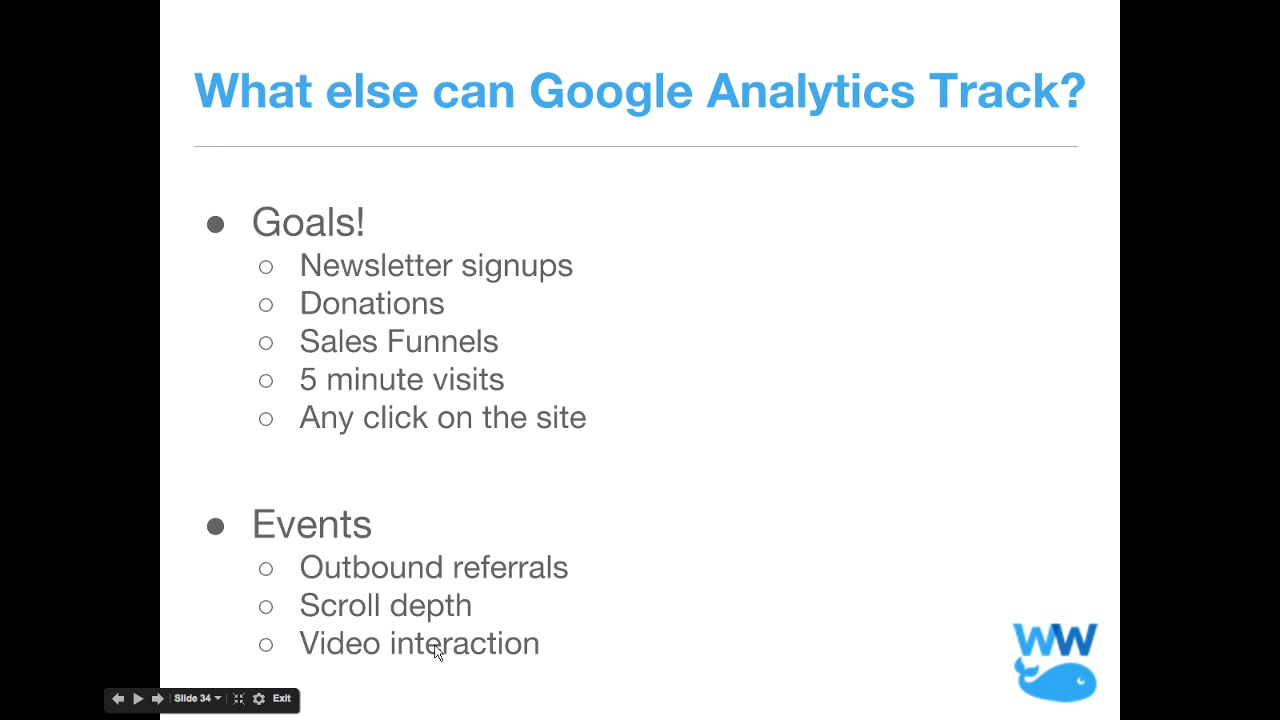 What else can Google Analytics Track?
● Goals!
○ Newsletter signups
○ Donations
○ Sales Funnels
○ 5 minute visits
○ Any click on the site
● Events
○ Outbound referrals
○ Scroll depth
○ Video interaction
WW
Slide 34 Exit